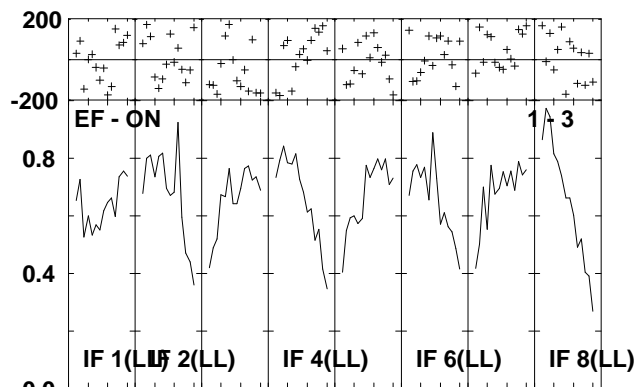 200
-200
EF - ON 1 - 3
0.8
0.4
IF 1(LL) IF 2(LL) IF 4(LL) IF 6(LL) IF 8(LL)
0.0